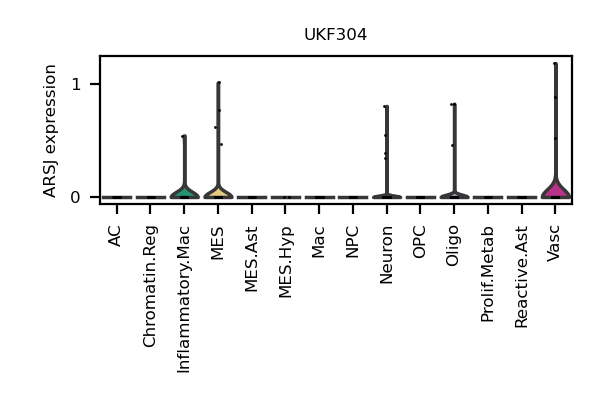 UKF304
ARSJ expression
1
0
AC
Chromatin.Reg
Inflammatory.Mac
MES
MES.Ast
MES.Hyp
Mac
NPC
Neuron
OPC
Oligo
Prolif.Metab
Reactive.Ast
Vasc